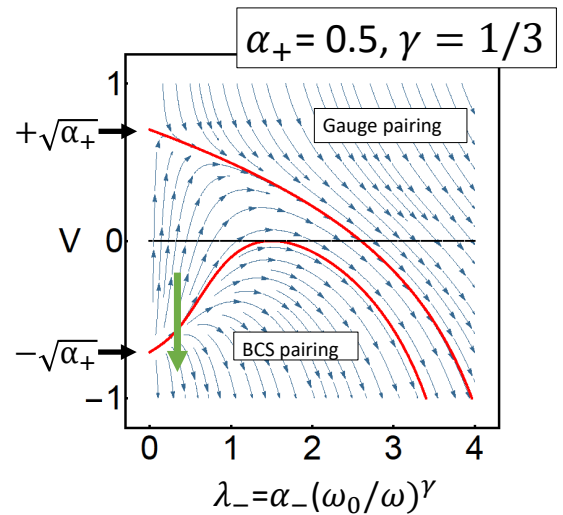 α₊= 0.5, γ = 1/3
1
+√α₊
Gauge pairing
V 0
BCS pairing
−√α₊
−1
0 1 2 3 4
λ₋=α₋(ω₀/ω)^γ